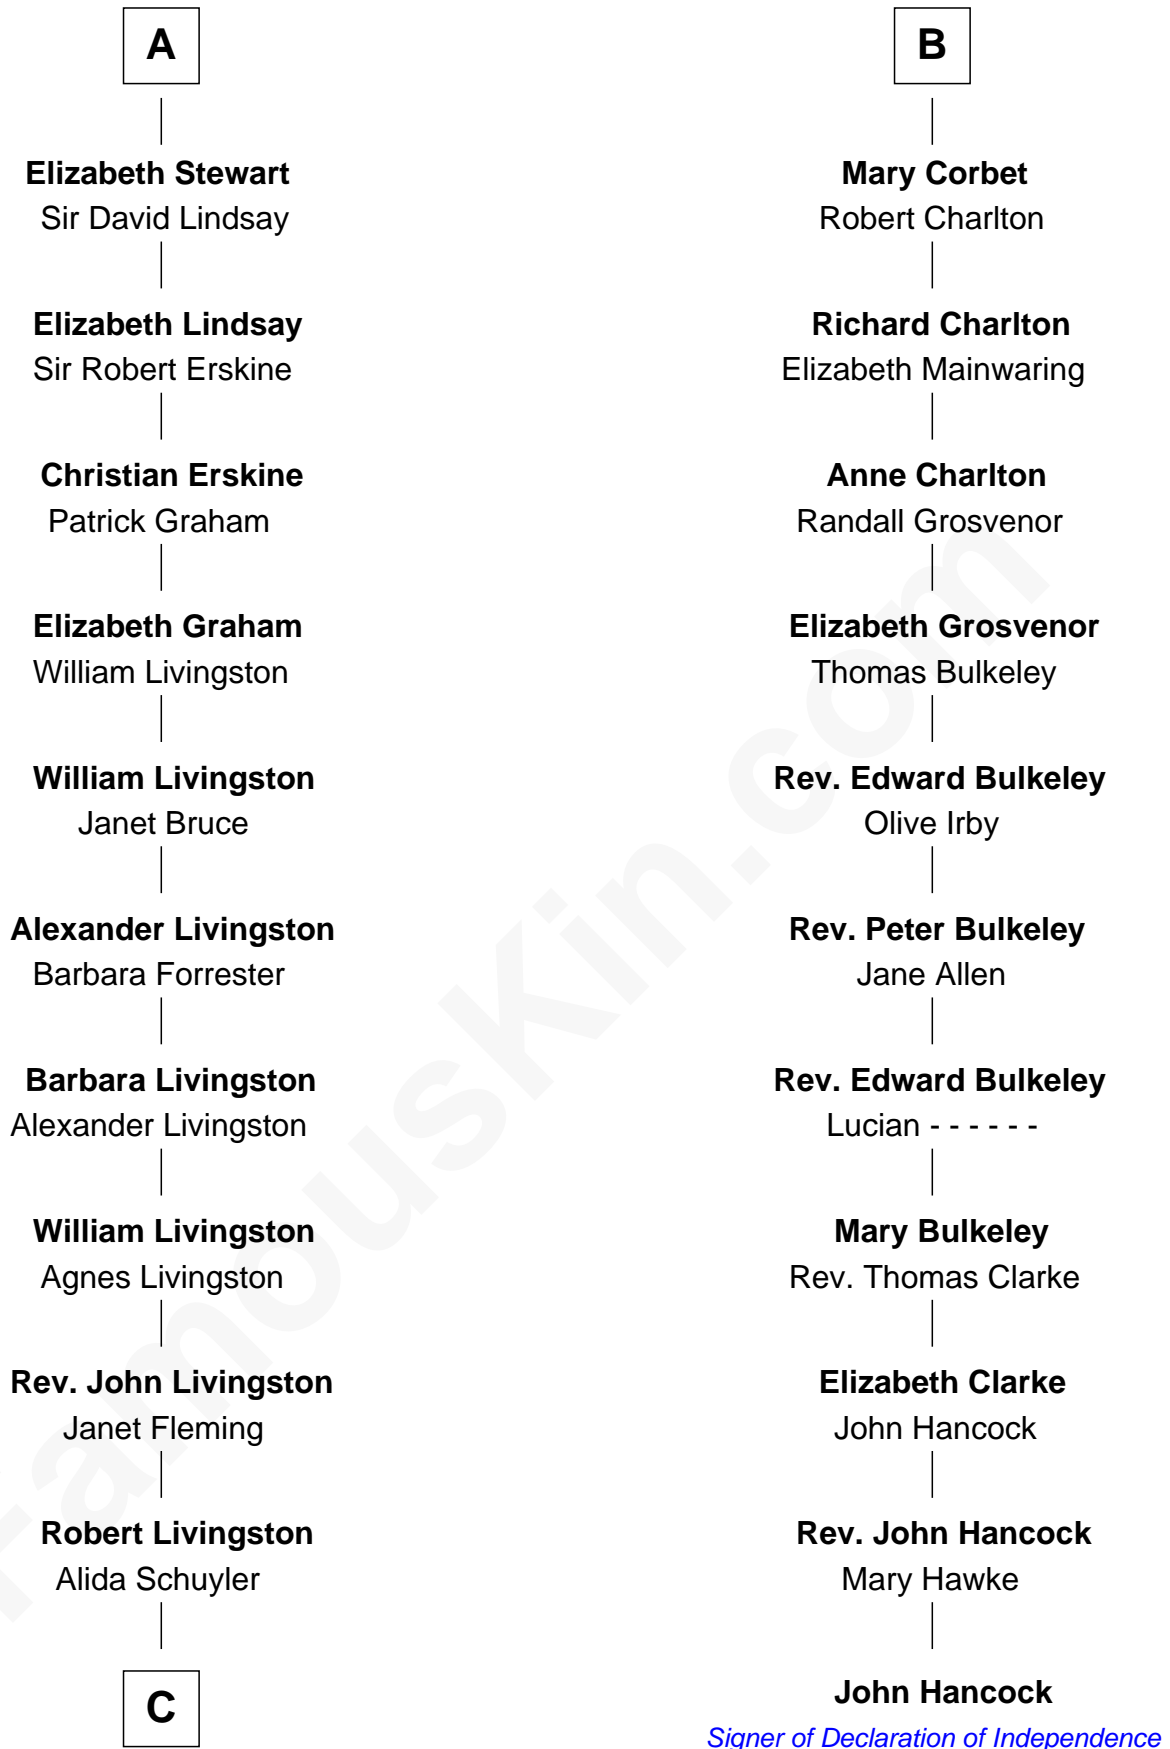 A
Elizabeth Stewart
Sir David Lindsay
Elizabeth Lindsay
Sir Robert Erskine
Christian Erskine
Patrick Graham
Elizabeth Graham
William Livingston
William Livingston
Janet Bruce
Alexander Livingston
Barbara Forrester
Barbara Livingston
Alexander Livingston
William Livingston
Agnes Livingston
Rev. John Livingston
Janet Fleming
Robert Livingston
Alida Schuyler
C
B
Mary Corbet
Robert Charlton
Richard Charlton
Elizabeth Mainwaring
Anne Charlton
Randall Grosvenor
Elizabeth Grosvenor
Thomas Bulkeley
Rev. Edward Bulkeley
Olive Irby
Rev. Peter Bulkeley
Jane Allen
Rev. Edward Bulkeley
Lucian - - - - - -
Mary Bulkeley
Rev. Thomas Clarke
Elizabeth Clarke
John Hancock
Rev. John Hancock
Mary Hawke
John Hancock
Signer of Declaration of Independence
FamousKin.com